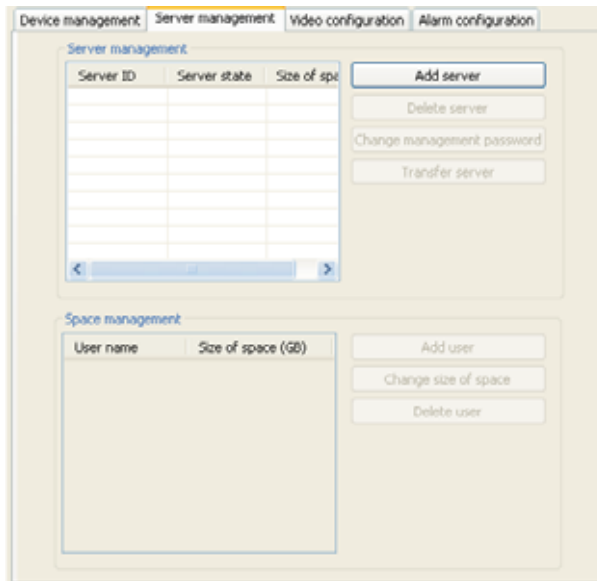 Device management Server management Video configuration Alarm configuration
Server management
Server ID Server state Size of spa
Add server
Delete server
Change management password
Transfer server
Space management
User name Size of space (GB)
Add user
Change size of space
Delete user